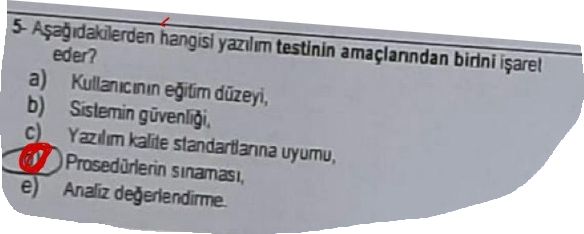 5- Aşağıdakilerden hangisi yazılım testinin amaçlarından birini işaret
eder?
a) Kullanıcının eğitim düzeyi,
b) Sistemin güvenliği,
c) Yazılım kalite standartlarına uyumu,
d) Prosedürlerin sınaması,
e) Analiz değerlendirme.